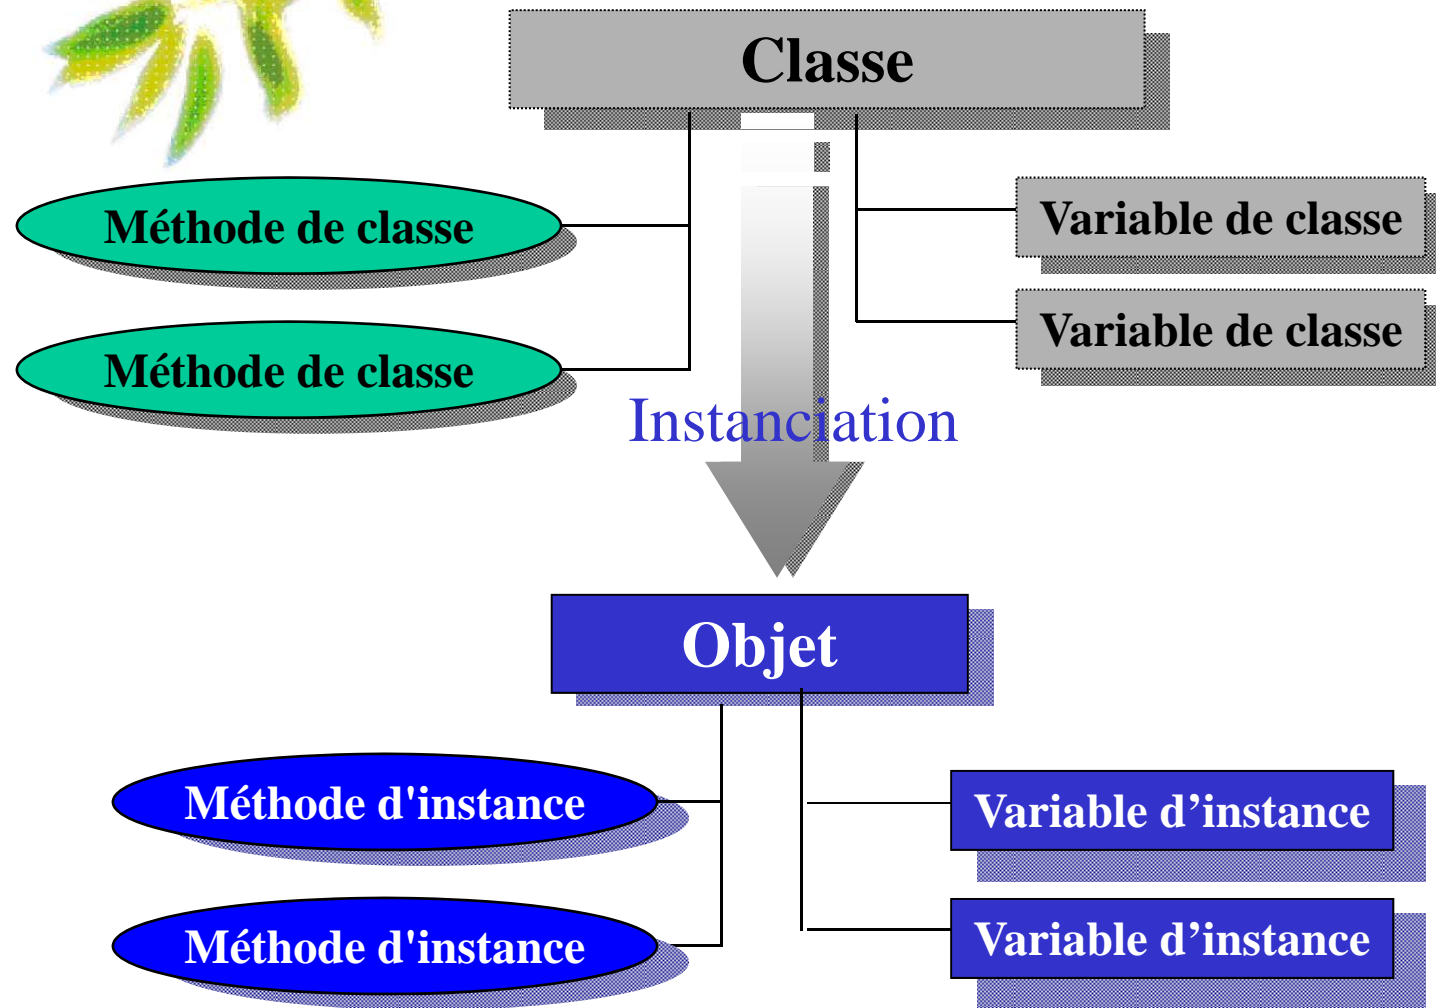 Classe
Méthode de classe
Variable de classe
Méthode de classe
Variable de classe
Instanciation
Objet
Méthode d'instance
Variable d’instance
Méthode d'instance
Variable d’instance